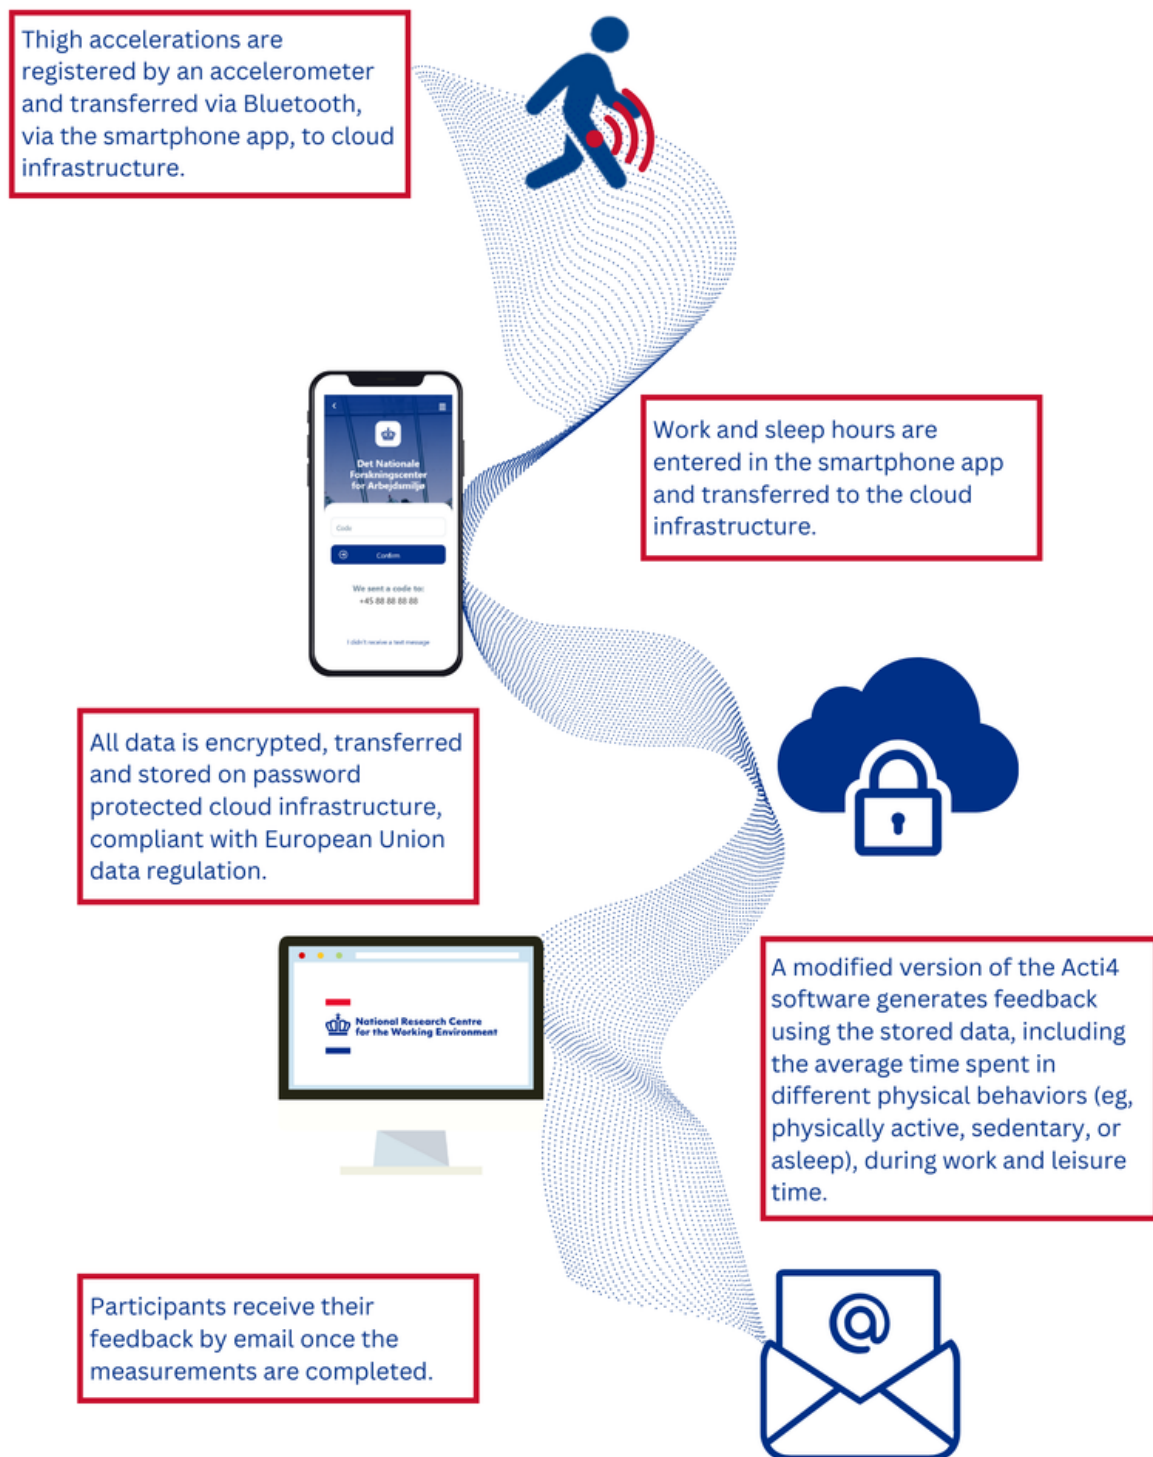 Thigh accelerations are
registered by an accelerometer
and transferred via Bluetooth,
via the smartphone app, to cloud
infrastructure.
Det Nationale
Forskningscenter
for Arbejdsmiljø
Code
Confirm
We sent a code to:
+45 88 88 88 88
I didn't receive a text message
Work and sleep hours are
entered in the smartphone app
and transferred to the cloud
infrastructure.
All data is encrypted, transferred
and stored on password
protected cloud infrastructure,
compliant with European Union
data regulation.
National Research Centre
for the Working Environment
A modified version of the Acti4
software generates feedback
using the stored data, including
the average time spent in
different physical behaviors (eg,
physically active, sedentary, or
asleep), during work and leisure
time.
Participants receive their
feedback by email once the
measurements are completed.
@